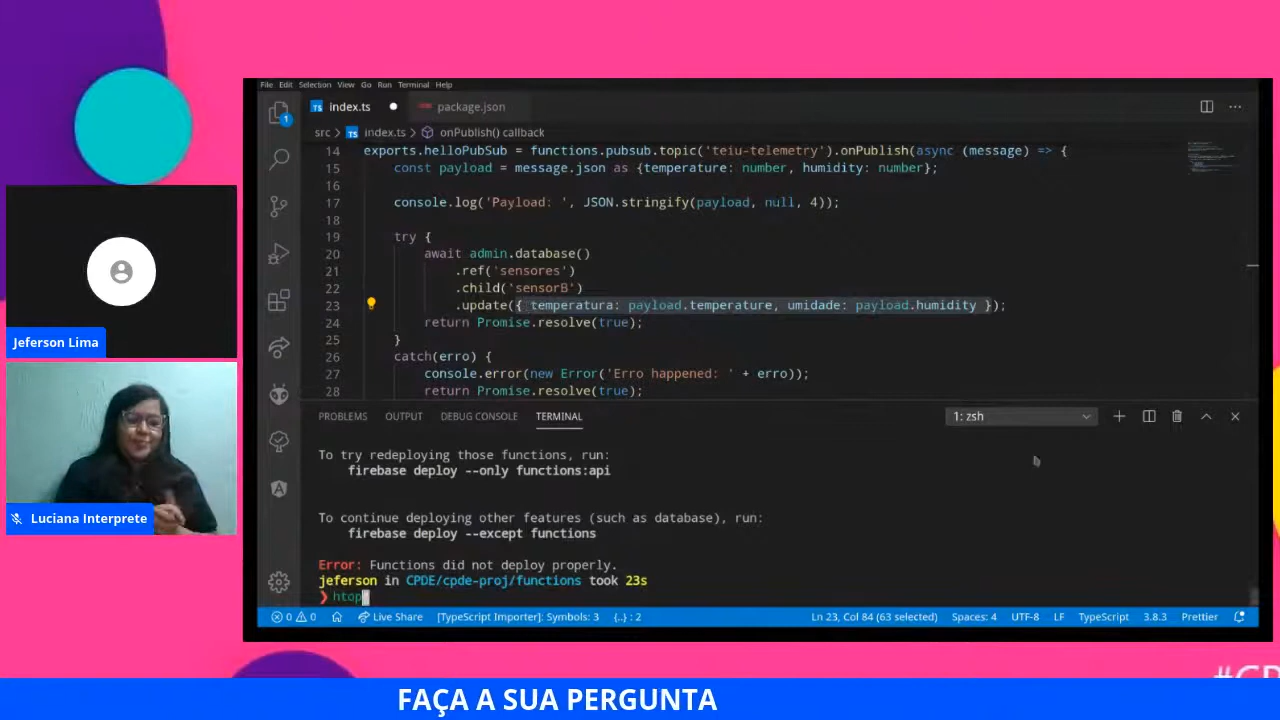 File Edit Selection View Go Run Terminal Help
TS index.ts
package.json
src > TS index.ts > onPublish() callback
14 exports.helloPubSub = functions.pubsub.topic('teiu-telemetry').onPublish(async (message) => {
15 const payload = message.json as {temperature: number, humidity: number};
16
17 console.log('Payload: ', JSON.stringify(payload, null, 4));
18
19 try {
20 await admin.database()
21 .ref('sensores')
22 .child('sensorB')
23 .update({ temperatura: payload.temperature, umidade: payload.humidity });
24 return Promise.resolve(true);
25 }
26 catch(erro) {
27 console.error(new Error('Erro happened: ' + erro));
28 return Promise.resolve(true);
1
PROBLEMS OUTPUT DEBUG CONSOLE TERMINAL 1: zsh
To try redeploying those functions, run:
firebase deploy --only functions:api
To continue deploying other features (such as database), run:
firebase deploy --except functions
Error: Functions did not deploy properly.
jeferson in CPDE/cpde-proj/functions took 23s
❯ htop
0 0 Live Share [TypeScript Importer]: Symbols: 3 {..} : 2 Ln 23, Col 84 (63 selected) Spaces: 4 UTF-8 LF TypeScript 3.8.3 Prettier
Jeferson Lima
Luciana Interprete
FAÇA A SUA PERGUNTA